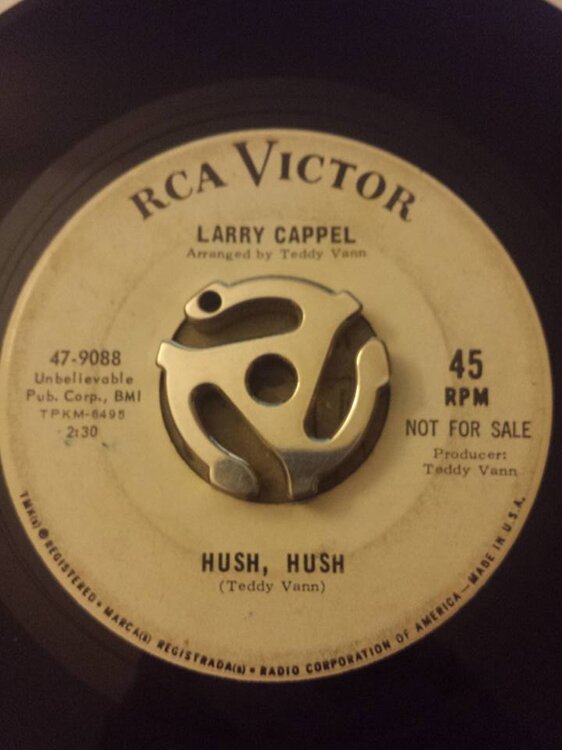 RCA VICTOR
LARRY CAPPEL
Arranged by Teddy Vann
47-9088
Unbelievable
Pub. Corp., BMI
TPKM-6495
2:30
45
RPM
NOT FOR SALE
Producer:
Teddy Vann
HUSH, HUSH
(Teddy Vann)
TMK(s) ® REGISTERED • MARCA(s) REGISTRADA(s) • RADIO CORPORATION OF AMERICA—MADE IN U.S.A.